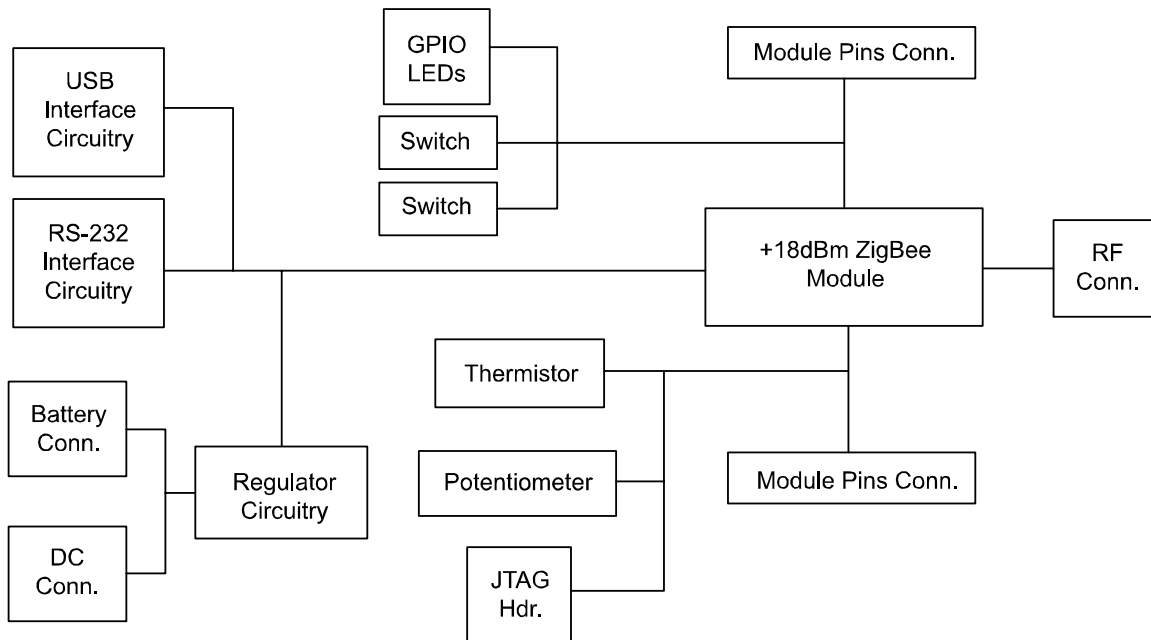 GPIO
LEDs
Module Pins Conn.
USB
Interface
Circuitry
Switch
Switch
RS-232
Interface
Circuitry
+18dBm ZigBee
Module
RF
Conn.
Thermistor
Battery
Conn.
Regulator
Circuitry
Potentiometer
Module Pins Conn.
DC
Conn.
JTAG
Hdr.